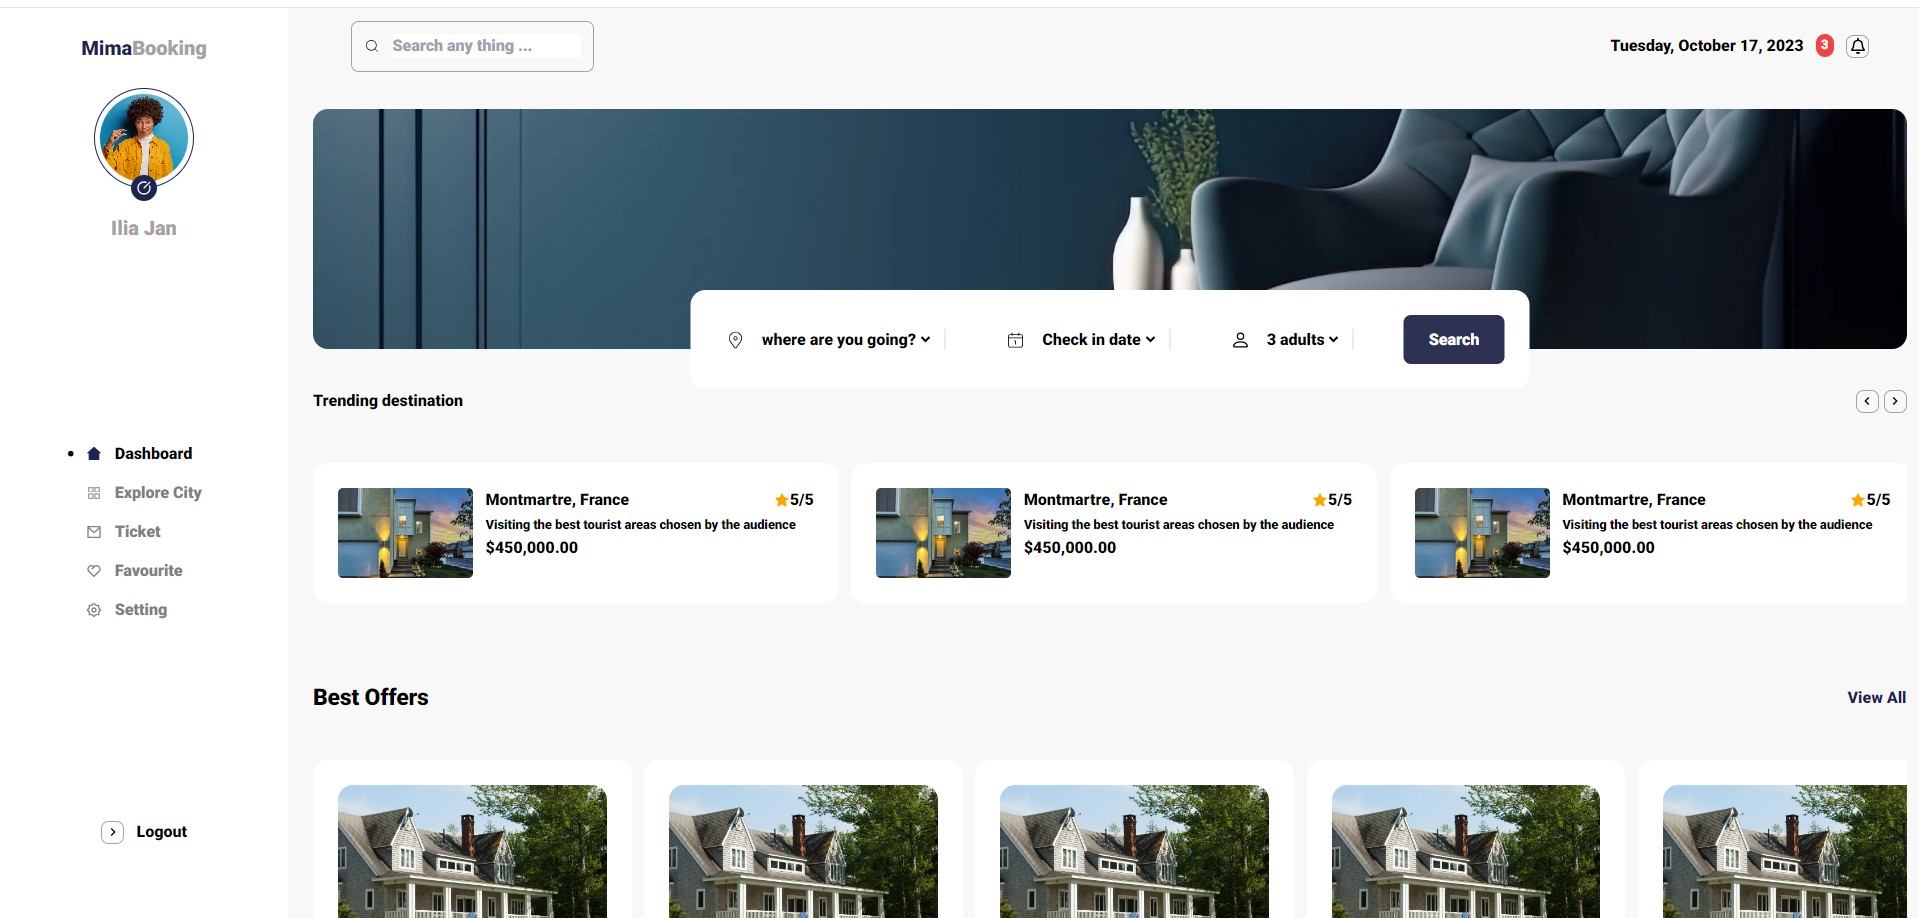 MimaBooking
Ilia Jan
Dashboard
Explore City
Ticket
Favourite
Setting
Logout
Search any thing ...
Tuesday, October 17, 2023 3
where are you going?
Check in date
3 adults
Search
Trending destination
Montmartre, France 5/5
Visiting the best tourist areas chosen by the audience
$450,000.00
Montmartre, France 5/5
Visiting the best tourist areas chosen by the audience
$450,000.00
Montmartre, France 5/5
Visiting the best tourist areas chosen by the audience
$450,000.00
Best Offers
View All